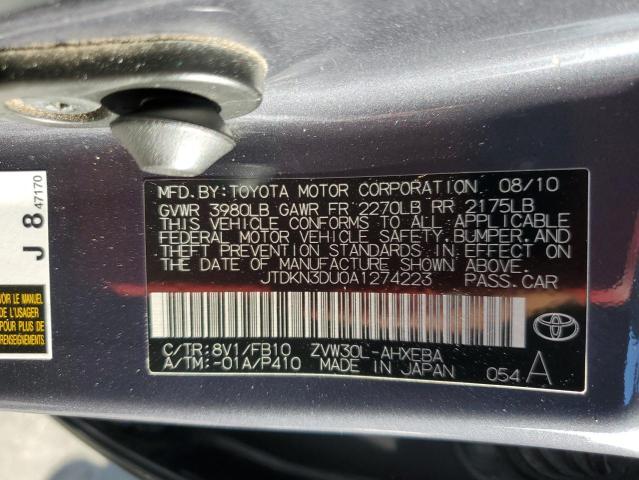 MFD.BY:TOYOTA MOTOR CORPORATION 08/10
GVWR 3980LB GAWR FR 2270LB RR 2175LB
THIS VEHICLE CONFORMS TO ALL APPLICABLE
FEDERAL MOTOR VEHICLE SAFETY,BUMPER,AND
THEFT PREVENTION STANDARDS IN EFFECT ON
THE DATE OF MANUFACTURE SHOWN ABOVE.
JTDKN3DU0A1274223 PASS.CAR
C/TR:8V1/FB10 ZVW30L-AHXEBA
A/TM:-01A/P410 MADE IN JAPAN 054 A
J 8 47170
VOIR LE MANUEL
DE L'USAGER
POUR PLUS DE
RENSEIGNEMENTS